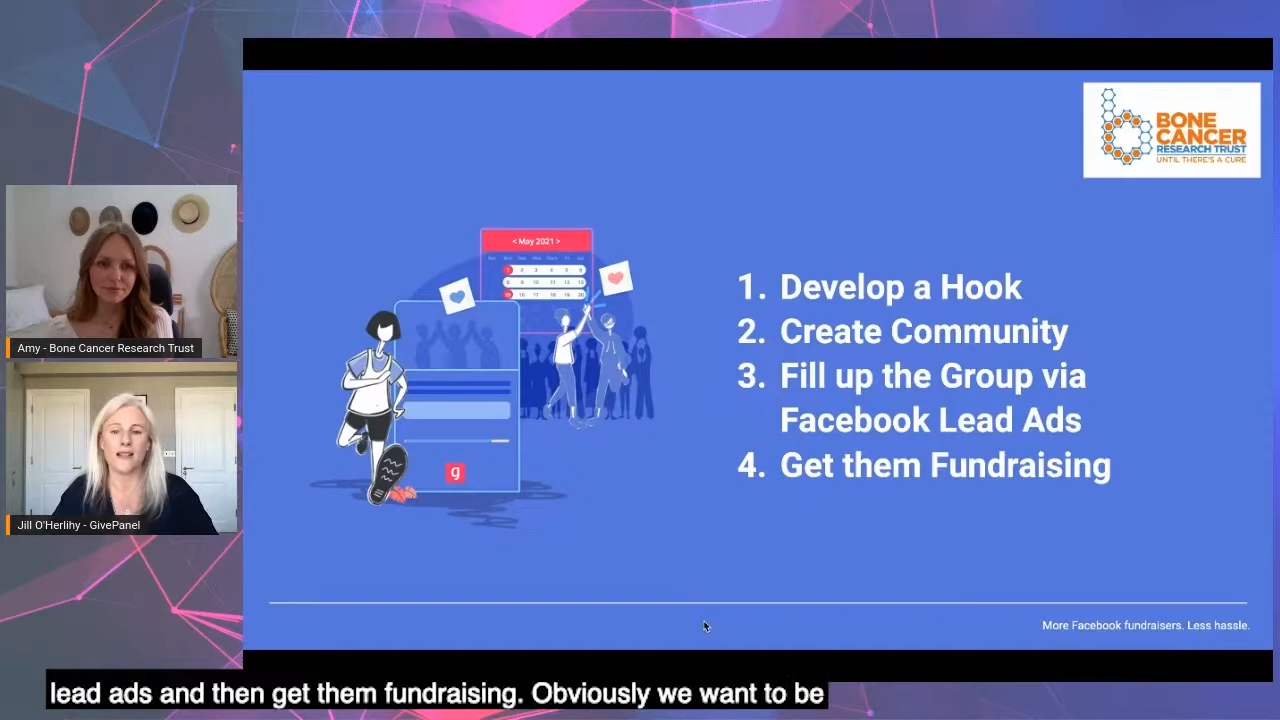 BONE
CANCER
RESEARCH TRUST
UNTIL THERE'S A CURE
< May 2021 >
1. Develop a Hook
2. Create Community
3. Fill up the Group via
Facebook Lead Ads
4. Get them Fundraising
g
Amy - Bone Cancer Research Trust
Jill O'Herlihy - GivePanel
More Facebook fundraisers. Less hassle.
lead ads and then get them fundraising. Obviously we want to be